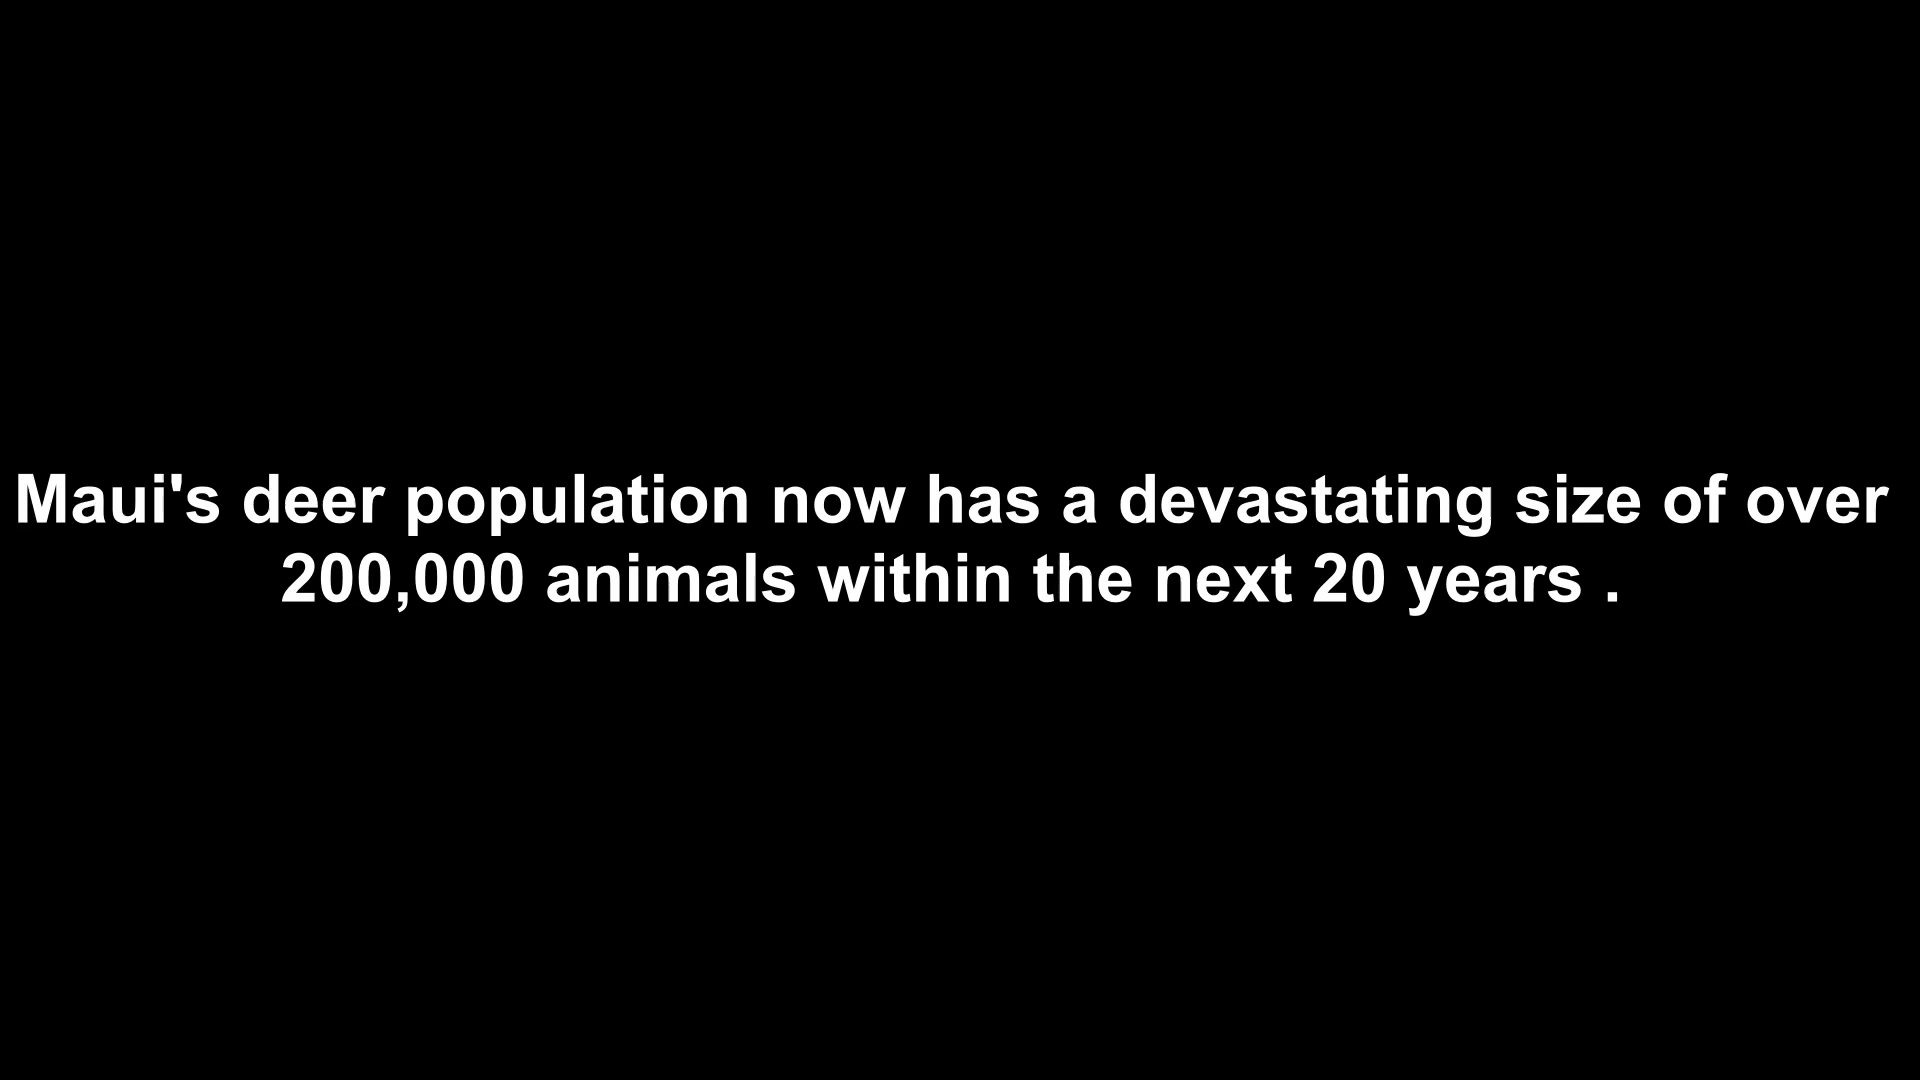 Maui's deer population now has a devastating size of over
200,000 animals within the next 20 years .